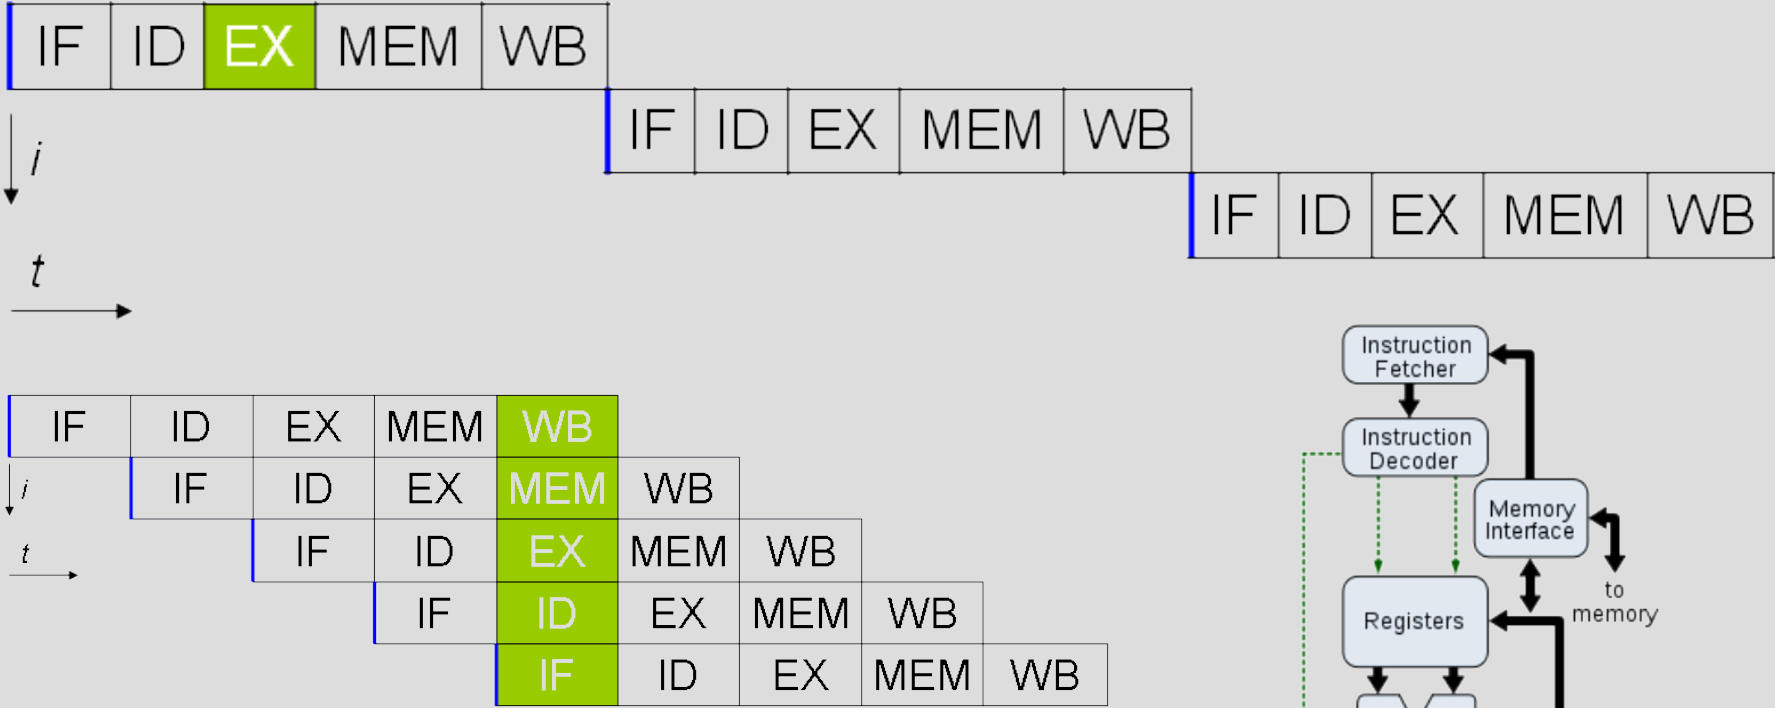 IF ID EX MEM WB
IF ID EX MEM WB
i
IF ID EX MEM WB
t
Instruction
Fetcher
IF ID EX MEM WB
Instruction
Decoder
i
IF ID EX MEM WB
Memory
Interface
t
IF ID EX MEM WB
to
memory
IF ID EX MEM WB
Registers
IF ID EX MEM WB